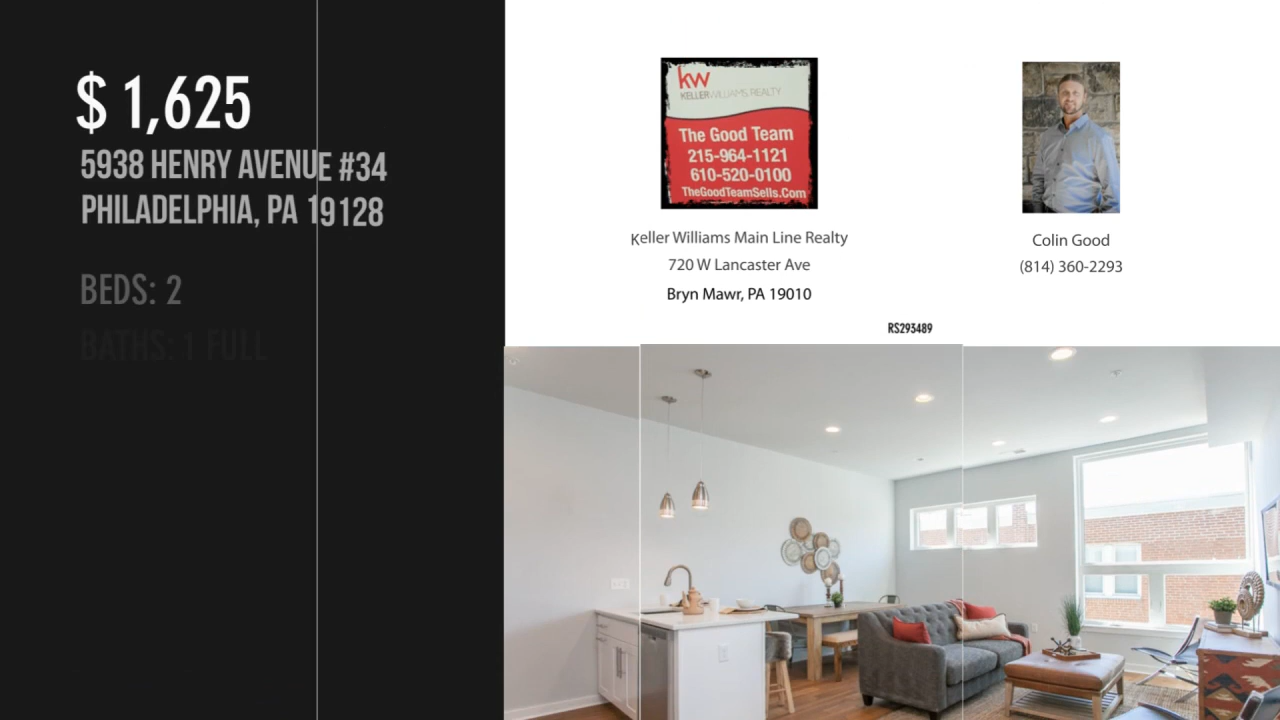 $ 1,625
5938 HENRY AVENUE #34
PHILADELPHIA, PA 19128
BEDS: 2
BATHS: 1 FULL
kw
KELLERWILLIAMS. REALTY
The Good Team
215-964-1121
610-520-0100
TheGoodTeamSells.Com
Keller Williams Main Line Realty
720 W Lancaster Ave
Bryn Mawr, PA 19010
Colin Good
(814) 360-2293
RS293489